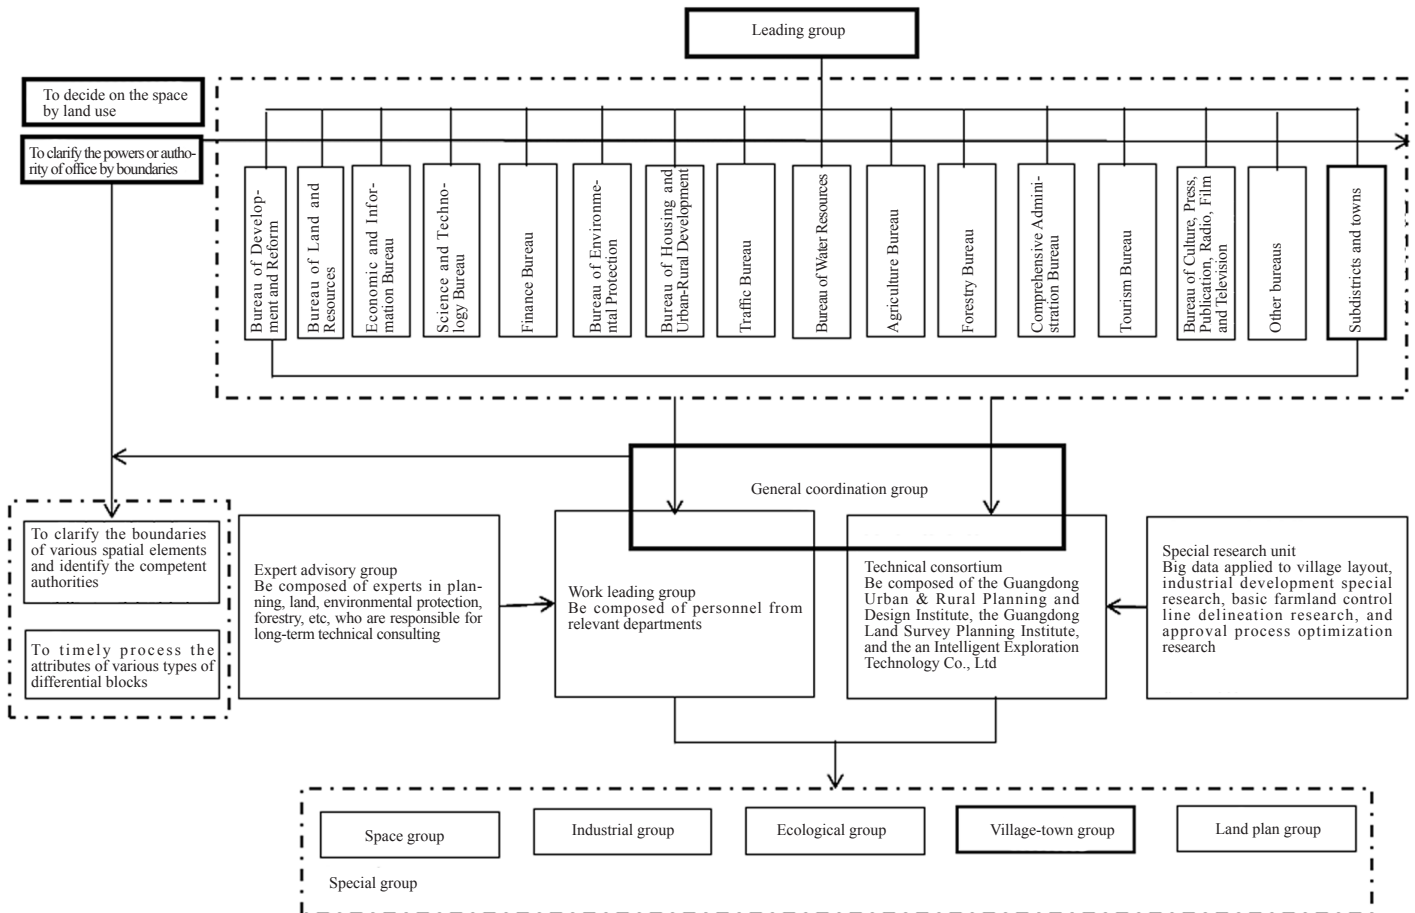 Leading group
To decide on the space
by land use
To clarify the powers or autho-
rity of office by boundaries
Bureau of Develop-
ment and Reform
Bureau of Land and
Resources
Economic and Infor-
mation Bureau
Science and Techno-
logy Bureau
Finance Bureau
Bureau of Environme-
ntal Protection
Bureau of Housing and
Urban-Rural Development
Traffic Bureau
Bureau of Water Resources
Agriculture Bureau
Forestry Bureau
Comprehensive Admini-
stration Bureau
Tourism Bureau
Bureau of Culture, Press,
Publication, Radio, Film
and Television
Other bureaus
Subdistricts and towns
General coordination group
To clarify the boundaries
of various spatial elements
and identify the competent
authorities
To timely process the
attributes of various types of
differential blocks
Expert advisory group
Be composed of experts in plan-
ning, land, environmental protection,
forestry, etc, who are responsible for
long-term technical consulting
Work leading group
Be composed of personnel from
relevant departments
Technical consortium
Be composed of the Guangdong
Urban & Rural Planning and
Design Institute, the Guangdong
Land Survey Planning Institute,
and the an Intelligent Exploration
Technology Co., Ltd
Special research unit
Big data applied to village layout,
industrial development special
research, basic farmland control
line delineation research, and
approval process optimization
research
Space group
Industrial group
Ecological group
Village-town group
Land plan group
Special group